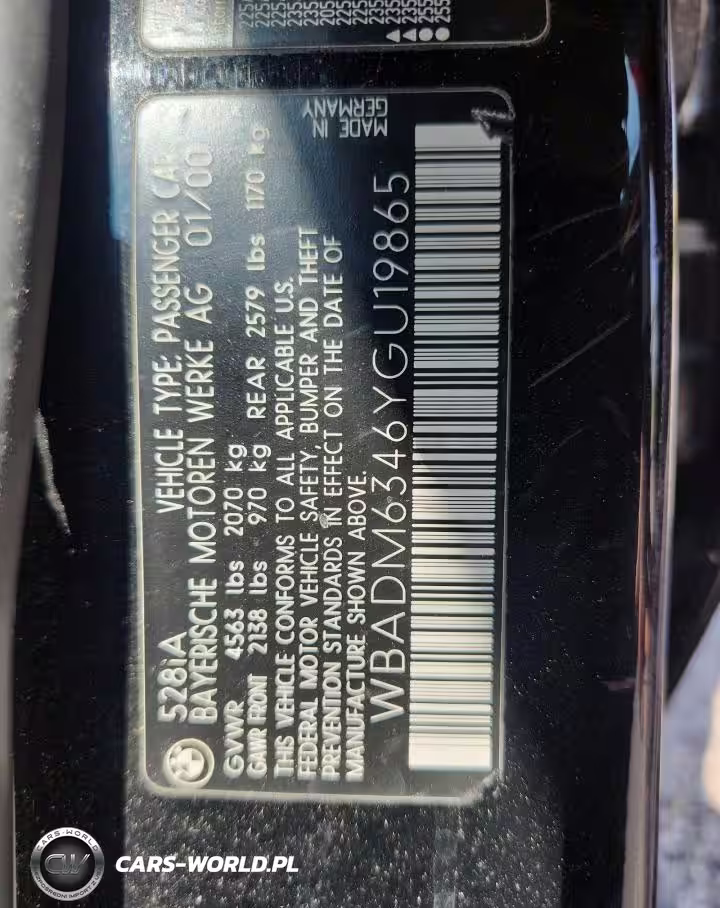 528iA VEHICLE TYPE: PASSENGER CAR
BAYERISCHE MOTOREN WERKE AG 01/00
GVWR 4563 lbs 2070 kg
GAWR FRONT 2138 lbs 970 kg REAR 2579 lbs 1170 kg
THIS VEHICLE CONFORMS TO ALL APPLICABLE U.S.
FEDERAL MOTOR VEHICLE SAFETY, BUMPER AND THEFT
PREVENTION STANDARDS IN EFFECT ON THE DATE OF
MANUFACTURE SHOWN ABOVE.
MADE IN
GERMANY
WBADM6346YGU19865
CARS-WORLD
CARS-WORLD.PL